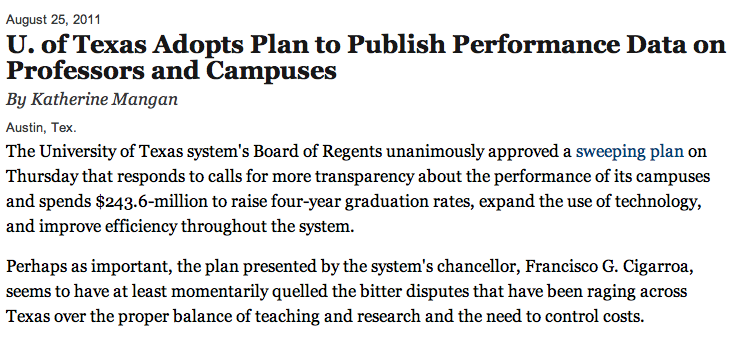 August 25, 2011
U. of Texas Adopts Plan to Publish Performance Data on
Professors and Campuses
By Katherine Mangan
Austin, Tex.
The University of Texas system's Board of Regents unanimously approved a sweeping plan on
Thursday that responds to calls for more transparency about the performance of its campuses
and spends $243.6-million to raise four-year graduation rates, expand the use of technology,
and improve efficiency throughout the system.
Perhaps as important, the plan presented by the system's chancellor, Francisco G. Cigarroa,
seems to have at least momentarily quelled the bitter disputes that have been raging across
Texas over the proper balance of teaching and research and the need to control costs.